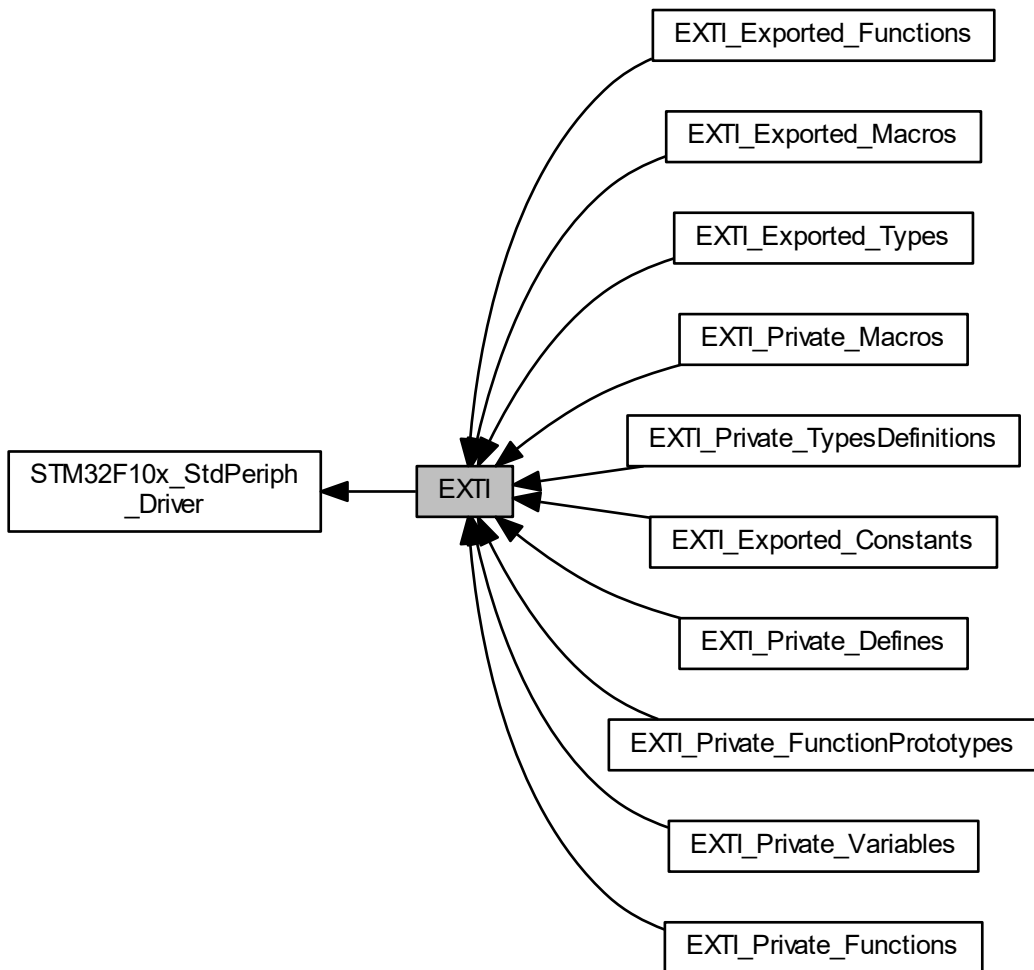 EXTI_Exported_Functions
EXTI_Exported_Macros
EXTI_Exported_Types
EXTI_Private_Macros
EXTI_Private_TypesDefinitions
STM32F10x_StdPeriph
_Driver
EXTI
EXTI_Exported_Constants
EXTI_Private_Defines
EXTI_Private_FunctionPrototypes
EXTI_Private_Variables
EXTI_Private_Functions